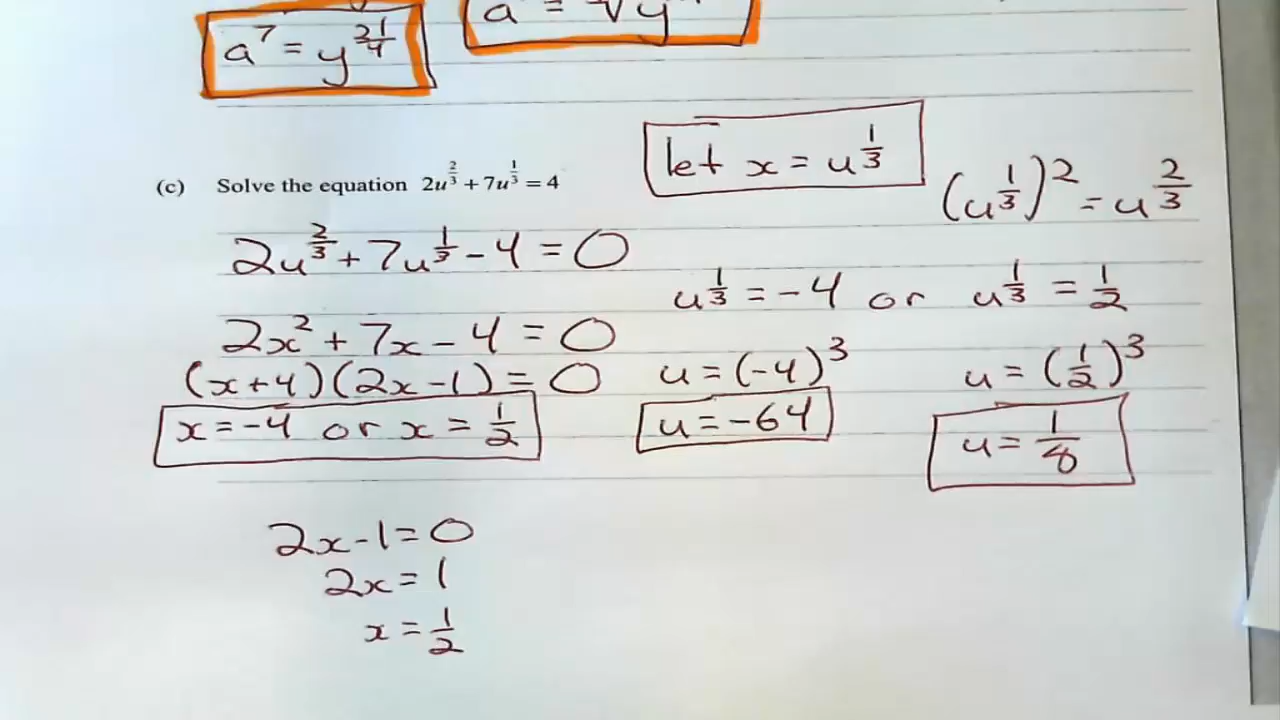 a⁷ = y^(21/4)
a = √y
(c) Solve the equation 2u^(2/3) + 7u^(1/3) = 4
let x = u^(1/3)
(u^(1/3))² = u^(2/3)
2u^(2/3) + 7u^(1/3) - 4 = 0
2x² + 7x - 4 = 0
(x+4)(2x-1) = 0
x = -4 or x = 1/2
2x-1 = 0
2x = 1
x = 1/2
u^(1/3) = -4 or u^(1/3) = 1/2
u = (-4)³
u = -64
u = (1/2)³
u = 1/8